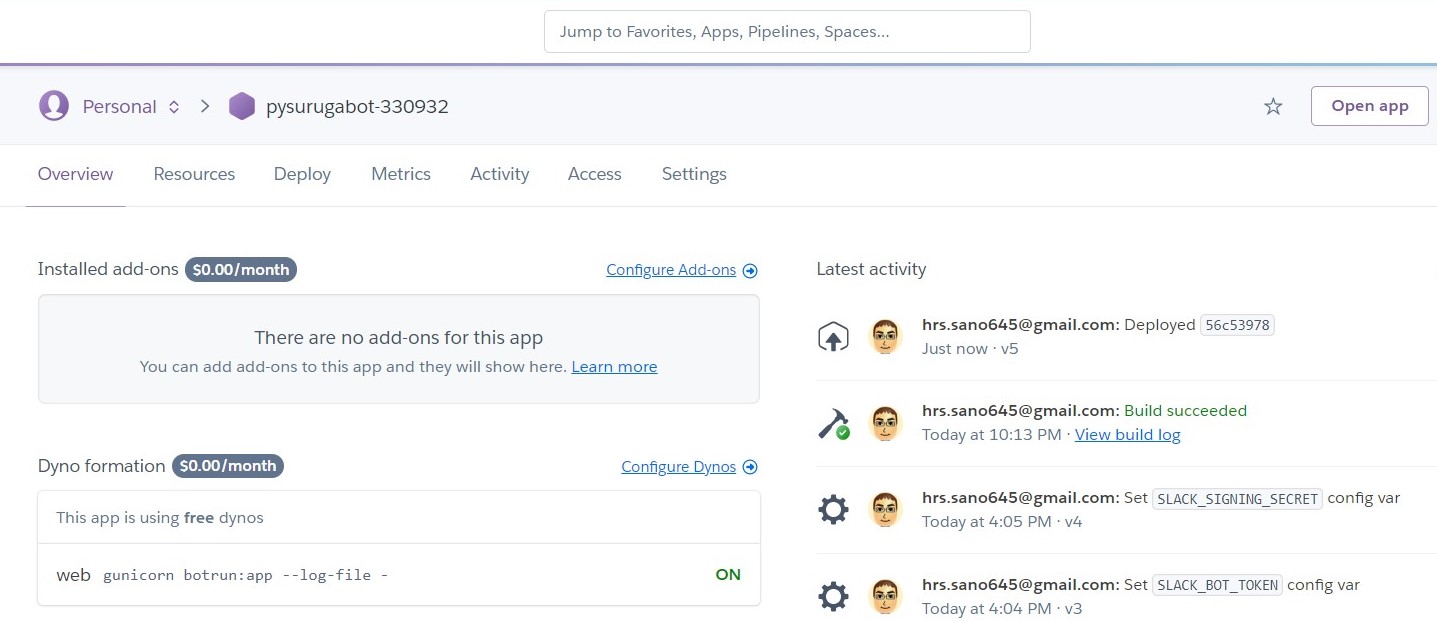 Jump to Favorites, Apps, Pipelines, Spaces...
Personal pysurugabot-330932
Open app
Overview Resources Deploy Metrics Activity Access Settings
Installed add-ons $0.00/month Configure Add-ons
There are no add-ons for this app
You can add add-ons to this app and they will show here. Learn more
Dyno formation $0.00/month Configure Dynos
This app is using free dynos
web gunicorn botrun:app --log-file - ON
Latest activity
hrs.sano645@gmail.com: Deployed 56c53978
Just now · v5
hrs.sano645@gmail.com: Build succeeded
Today at 10:13 PM · View build log
hrs.sano645@gmail.com: Set SLACK_SIGNING_SECRET config var
Today at 4:05 PM · v4
hrs.sano645@gmail.com: Set SLACK_BOT_TOKEN config var
Today at 4:04 PM · v3